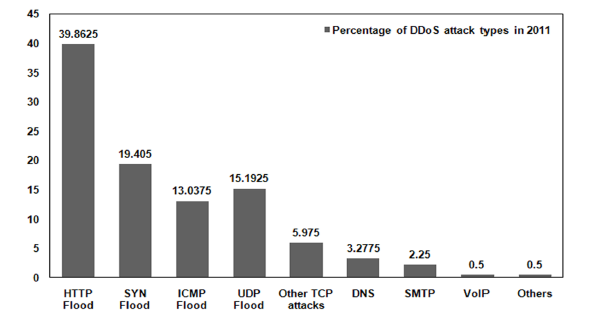 45
40
35
30
25
20
15
10
5
0
Percentage of DDoS attack types in 2011
39.8625
19.405
13.0375
15.1925
5.975
3.2775
2.25
0.5
0.5
HTTP Flood
SYN Flood
ICMP Flood
UDP Flood
Other TCP attacks
DNS
SMTP
VoIP
Others